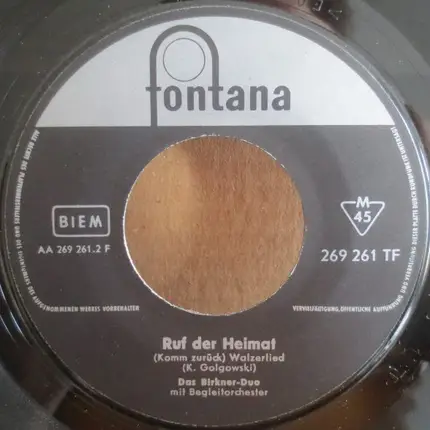 fontana
BIEM
M
45
AA 269 261.2 F
269 261 TF
Ruf der Heimat
(Komm zurück) Walzerlied
(K. Golgowski)
Das Birkner-Duo
mit Begleitorchester